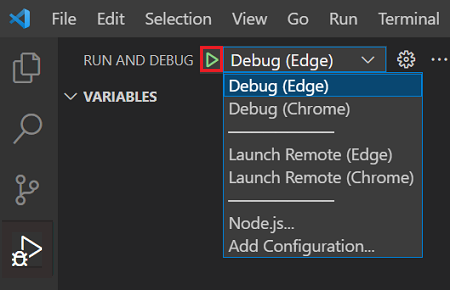 File Edit Selection View Go Run Terminal
RUN AND DEBUG Debug (Edge)
VARIABLES
Debug (Edge)
Debug (Chrome)
Launch Remote (Edge)
Launch Remote (Chrome)
Node.js...
Add Configuration...